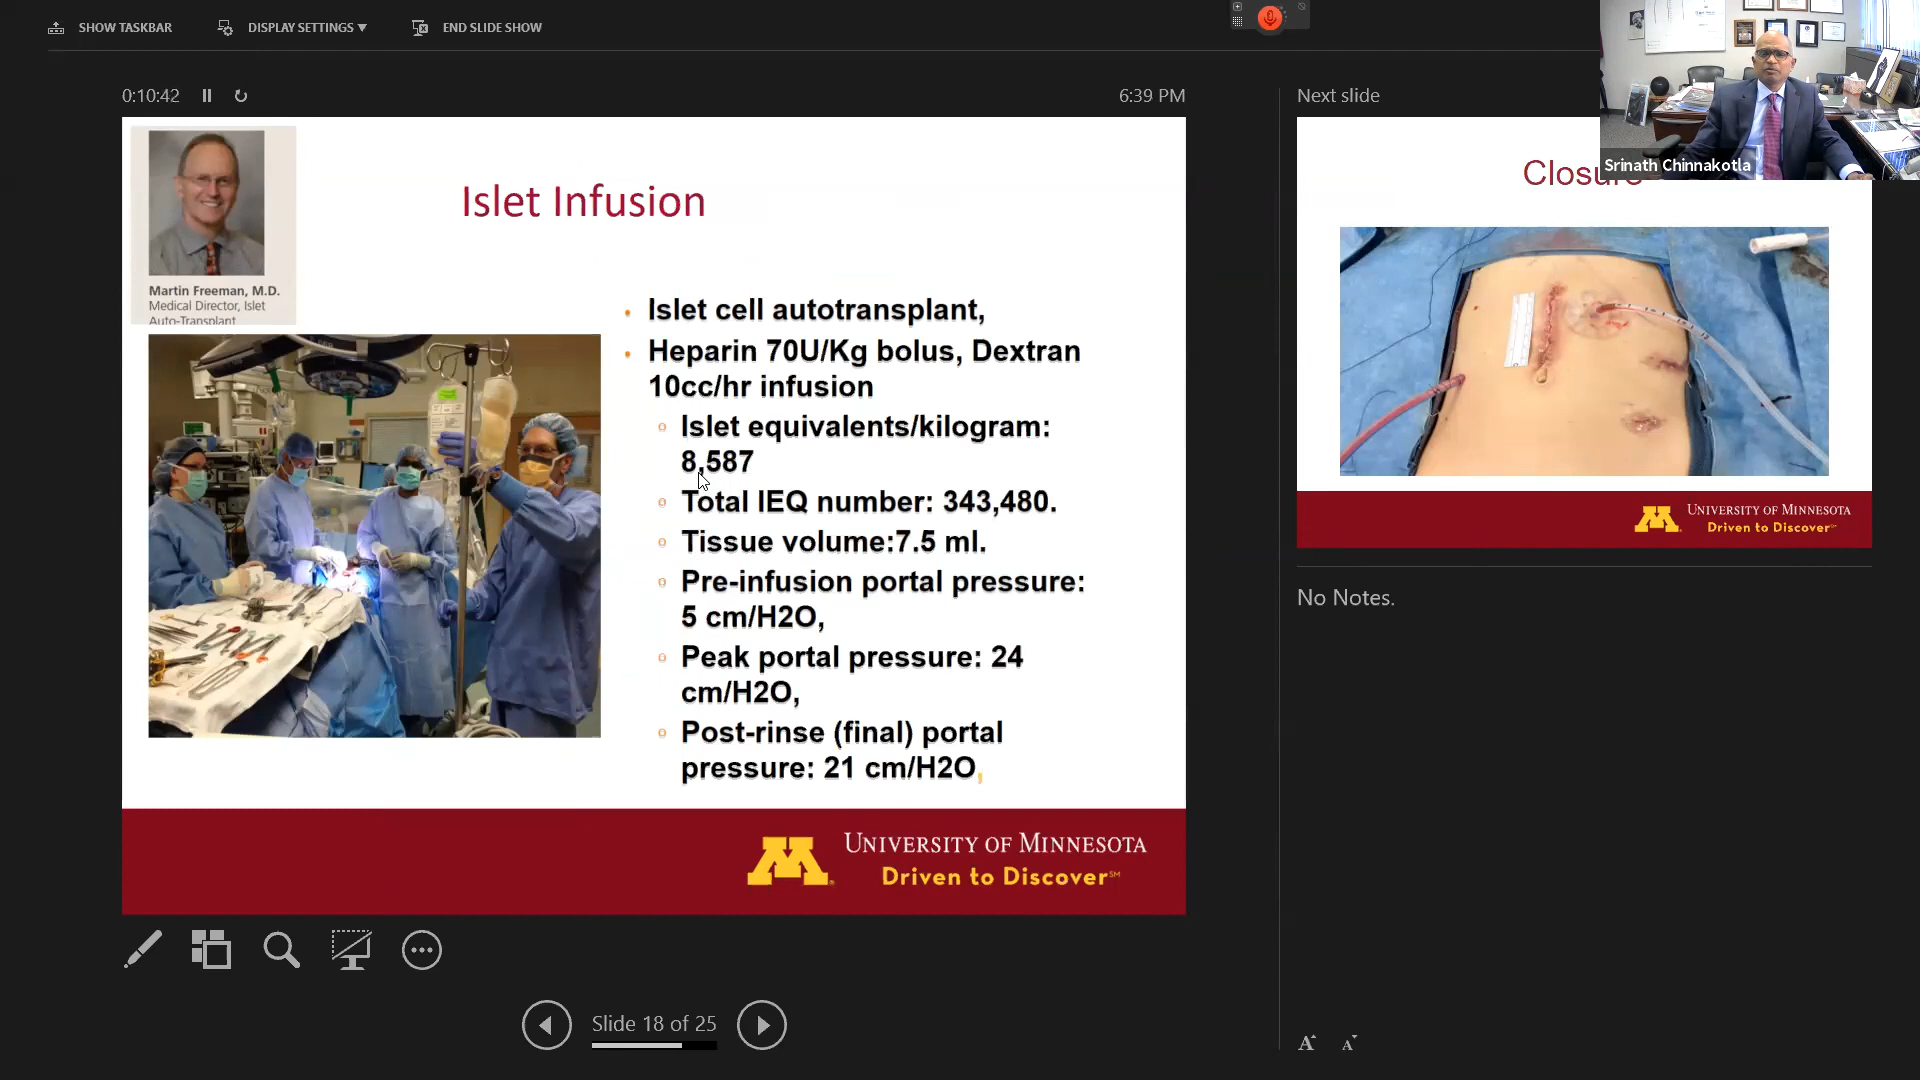 SHOW TASKBAR
DISPLAY SETTINGS ▼
END SLIDE SHOW
0:10:42
6:39 PM
Next slide
Srinath Chinnakotla
Martin Freeman, M.D.
Medical Director, Islet
Auto-Transplant
Islet Infusion
• Islet cell autotransplant,
• Heparin 70U/Kg bolus, Dextran
10cc/hr infusion
Islet equivalents/kilogram:
8,587
Total IEQ number: 343,480.
Tissue volume:7.5 ml.
Pre-infusion portal pressure:
5 cm/H2O,
Peak portal pressure: 24
cm/H2O,
Post-rinse (final) portal
pressure: 21 cm/H2O,
UNIVERSITY OF MINNESOTA
Driven to Discover℠
Closure
UNIVERSITY OF MINNESOTA
Driven to Discover℠
No Notes.
Slide 18 of 25
A A